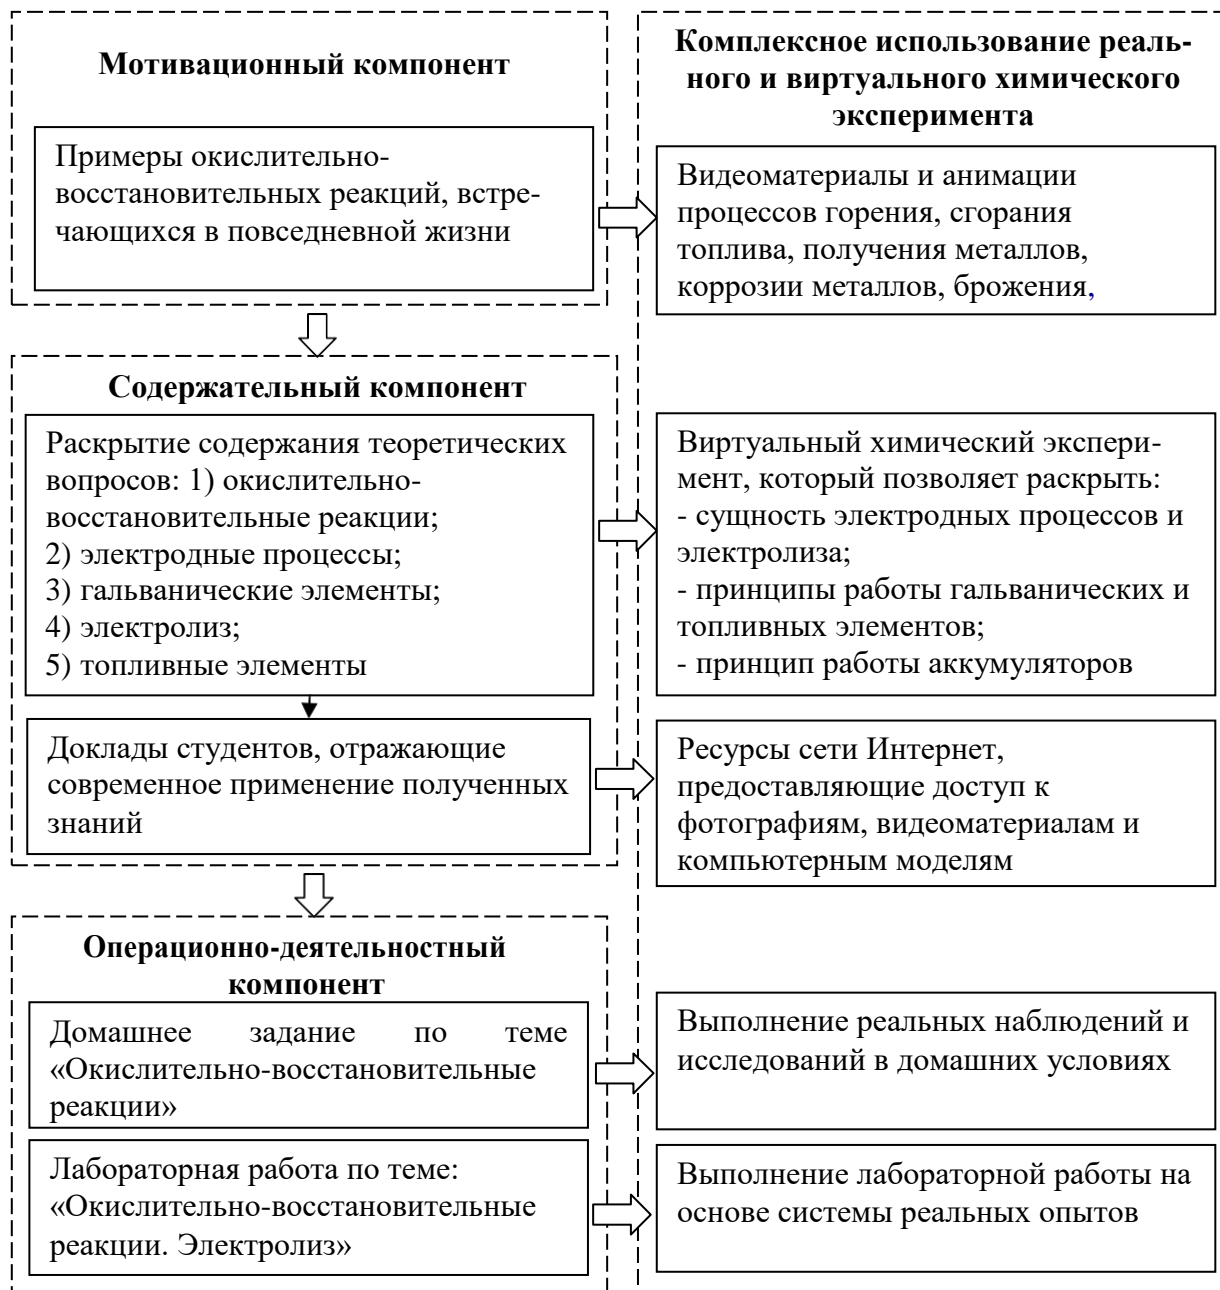 Мотивационный компонент
Примеры окислительно-
восстановительных реакций, встре-
чающихся в повседневной жизни
Комплексное использование реаль-
ного и виртуального химического
эксперимента
Видеоматериалы и анимации
процессов горения, сгорания
топлива, получения металлов,
коррозии металлов, брожения,
Содержательный компонент
Раскрытие содержания теоретических
вопросов: 1) окислительно-
восстановительные реакции;
2) электродные процессы;
3) гальванические элементы;
4) электролиз;
5) топливные элементы
Виртуальный химический экспери-
мент, который позволяет раскрыть:
- сущность электродных процессов и
электролиза;
- принципы работы гальванических и
топливных элементов;
- принцип работы аккумуляторов
Доклады студентов, отражающие
современное применение полученных
знаний
Ресурсы сети Интернет,
предоставляющие доступ к
фотографиям, видеоматериалам и
компьютерным моделям
Операционно-деятельностный
компонент
Домашнее задание по теме
«Окислительно-восстановительные
реакции»
Выполнение реальных наблюдений и
исследований в домашних условиях
Лабораторная работа по теме:
«Окислительно-восстановительные
реакции. Электролиз»
Выполнение лабораторной работы на
основе системы реальных опытов